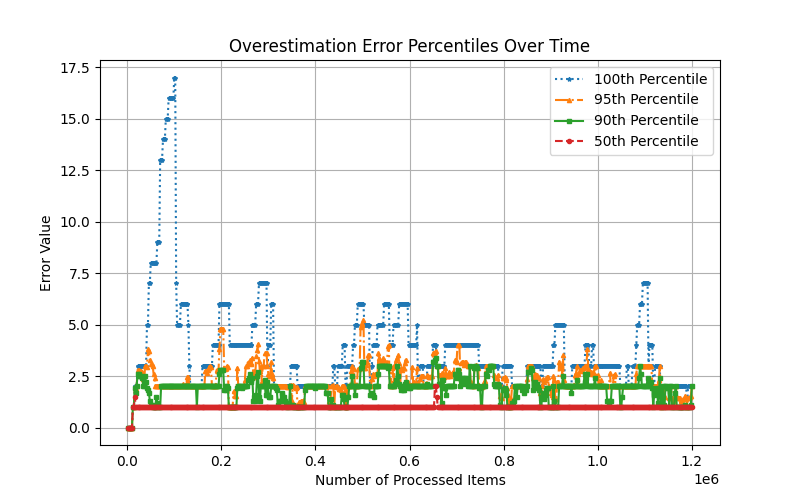 Overestimation Error Percentiles Over Time
17.5
15.0
12.5
10.0
7.5
5.0
2.5
0.0
Error Value
100th Percentile
95th Percentile
90th Percentile
50th Percentile
0.0 0.2 0.4 0.6 0.8 1.0 1.2
1e6
Number of Processed Items